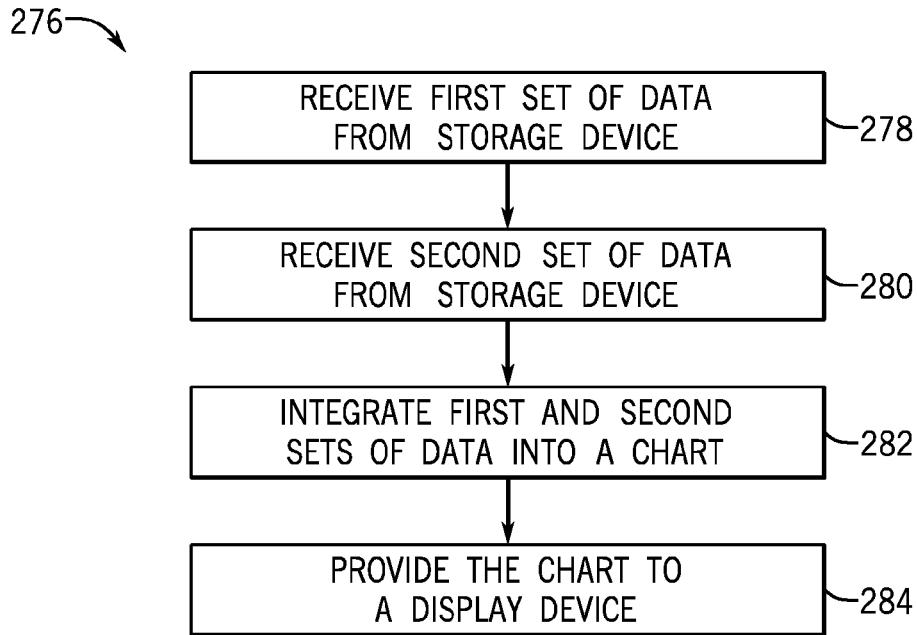 276
RECEIVE FIRST SET OF DATA
FROM STORAGE DEVICE
278
RECEIVE SECOND SET OF DATA
FROM STORAGE DEVICE
280
INTEGRATE FIRST AND SECOND
SETS OF DATA INTO A CHART
282
PROVIDE THE CHART TO
A DISPLAY DEVICE
284